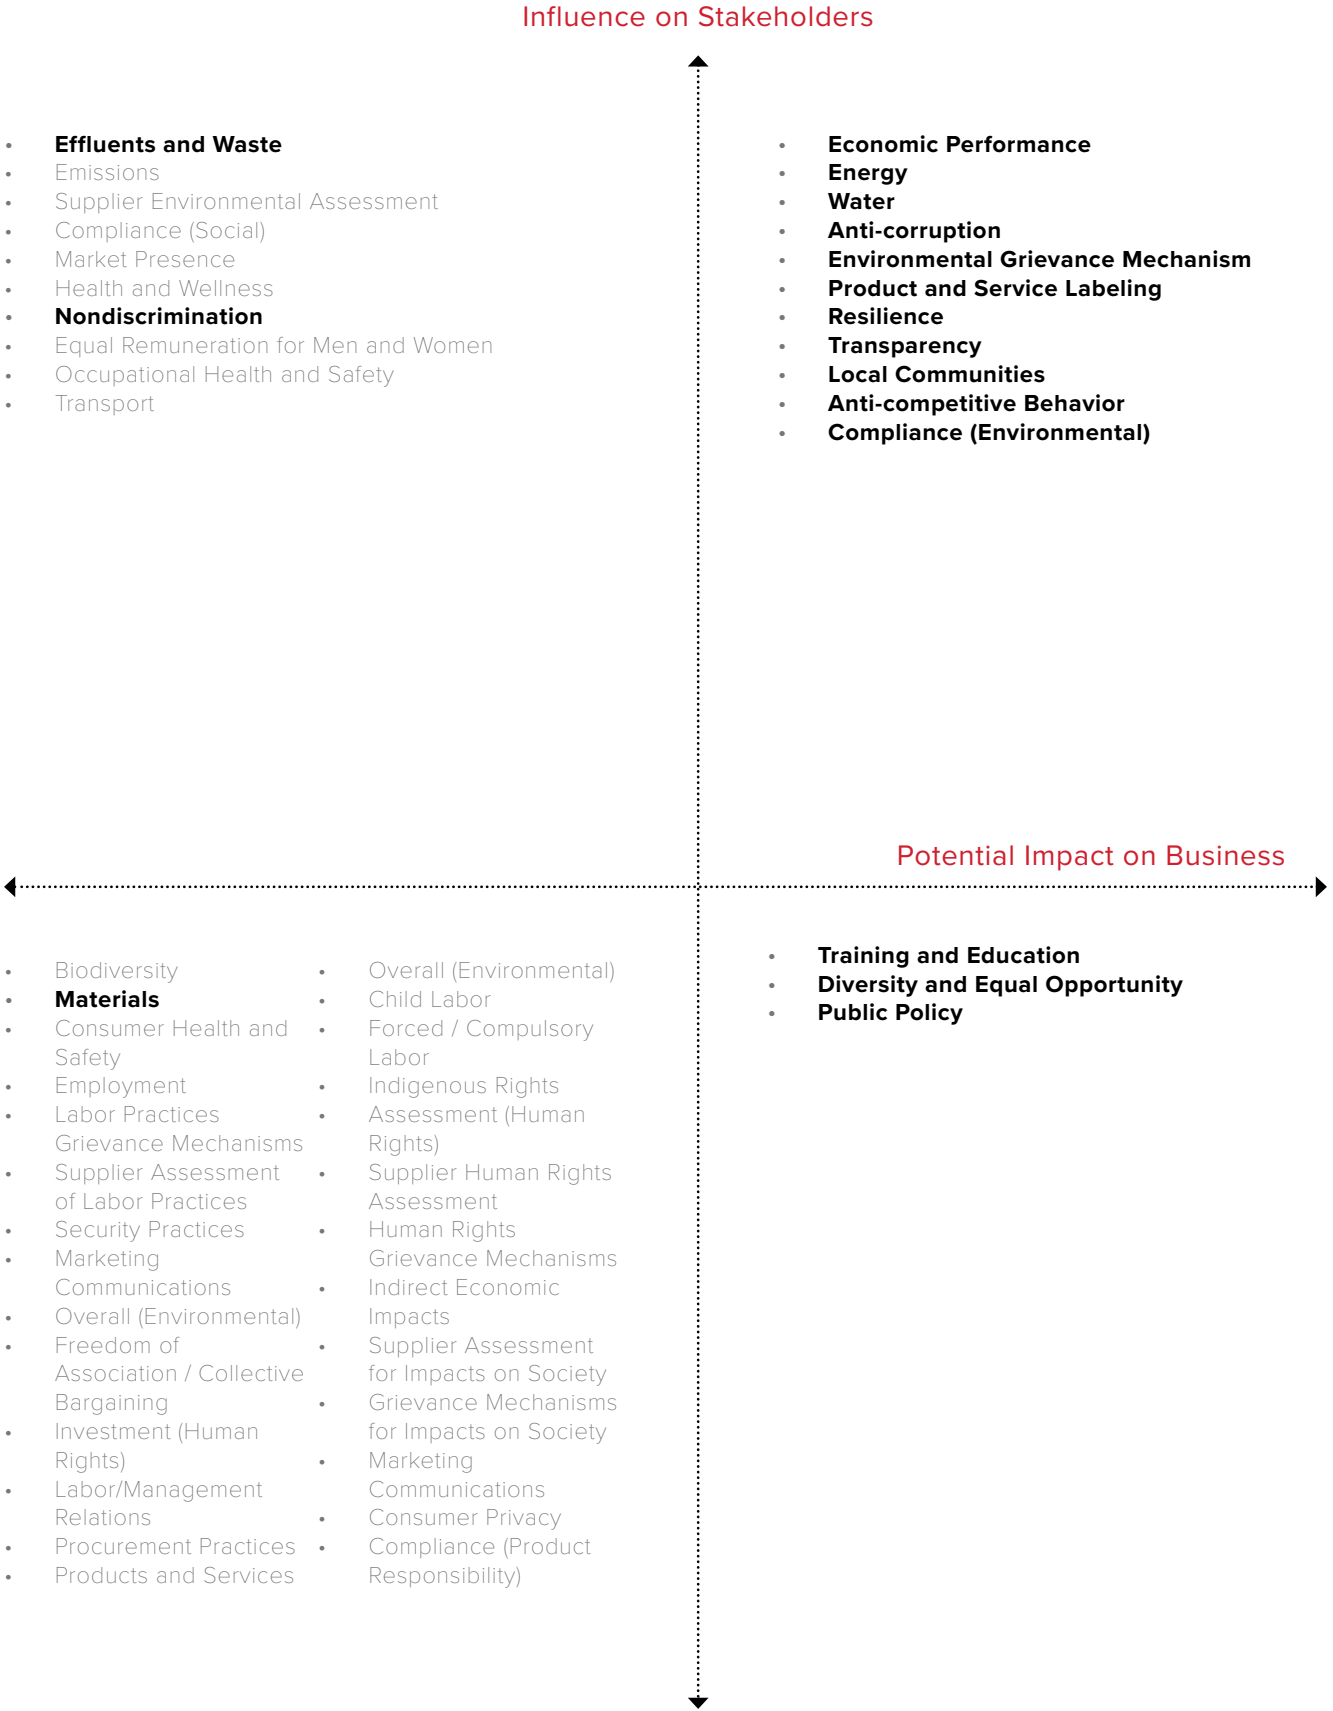 Influence on Stakeholders
• Effluents and Waste
• Emissions
• Supplier Environmental Assessment
• Compliance (Social)
• Market Presence
• Health and Wellness
• Nondiscrimination
• Equal Remuneration for Men and Women
• Occupational Health and Safety
• Transport
• Economic Performance
• Energy
• Water
• Anti-corruption
• Environmental Grievance Mechanism
• Product and Service Labeling
• Resilience
• Transparency
• Local Communities
• Anti-competitive Behavior
• Compliance (Environmental)
Potential Impact on Business
• Biodiversity
• Materials
• Consumer Health and
Safety
• Employment
• Labor Practices
Grievance Mechanisms
• Supplier Assessment
of Labor Practices
• Security Practices
• Marketing
Communications
• Overall (Environmental)
• Freedom of
Association / Collective
Bargaining
• Investment (Human
Rights)
• Labor/Management
Relations
• Procurement Practices
• Products and Services
• Overall (Environmental)
• Child Labor
• Forced / Compulsory
Labor
• Indigenous Rights
• Assessment (Human
Rights)
• Supplier Human Rights
Assessment
• Human Rights
Grievance Mechanisms
• Indirect Economic
Impacts
• Supplier Assessment
for Impacts on Society
• Grievance Mechanisms
for Impacts on Society
• Marketing
Communications
• Consumer Privacy
• Compliance (Product
Responsibility)
• Training and Education
• Diversity and Equal Opportunity
• Public Policy